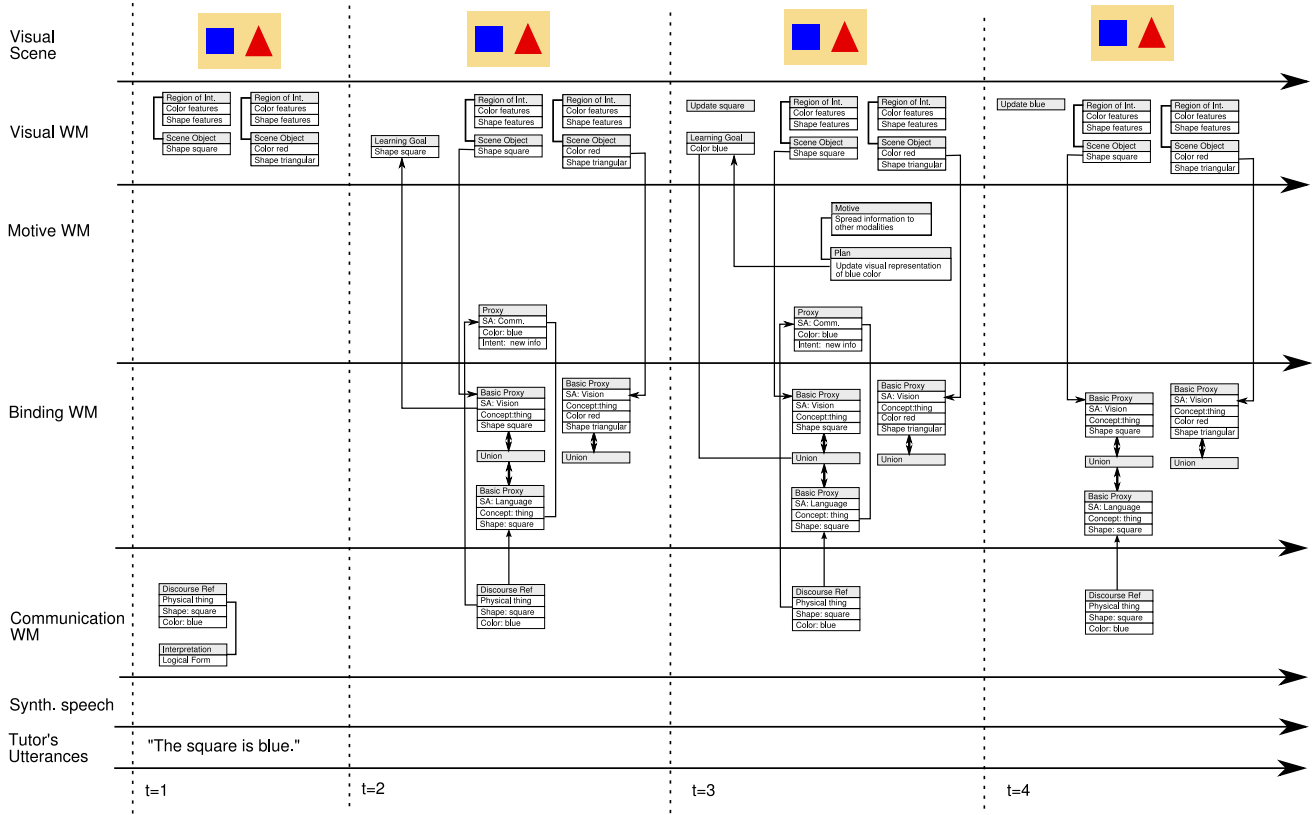 Visual
Scene
Visual WM
Region of Int.
Color features
Shape features
Scene Object
Shape square
Region of Int.
Color features
Shape features
Scene Object
Color red
Shape triangular
Learning Goal
Shape square
Region of Int.
Color features
Shape features
Scene Object
Shape square
Region of Int.
Color features
Shape features
Scene Object
Color red
Shape triangular
Update square
Learning Goal
Color blue
Region of Int.
Color features
Shape features
Scene Object
Shape square
Region of Int.
Color features
Shape features
Scene Object
Color red
Shape triangular
Update blue
Region of Int.
Color features
Shape features
Scene Object
Shape square
Region of Int.
Color features
Shape features
Scene Object
Color red
Shape triangular
Motive WM
Proxy
SA: Comm.
Color: blue
Intent: new info
Motive
Spread information to
other modalities
Plan
Update visual representation
of blue color
Proxy
SA: Comm.
Color: blue
Intent: new info
Binding WM
Basic Proxy
SA: Vision
Concept:thing
Shape square
Union
Basic Proxy
SA: Language
Concept: thing
Shape: square
Basic Proxy
SA: Vision
Concept:thing
Color red
Shape triangular
Union
Basic Proxy
SA: Vision
Concept:thing
Shape square
Union
Basic Proxy
SA: Language
Concept: thing
Shape: square
Basic Proxy
SA: Vision
Concept:thing
Color red
Shape triangular
Union
Basic Proxy
SA: Vision
Concept:thing
Shape square
Union
Basic Proxy
SA: Language
Concept: thing
Shape: square
Basic Proxy
SA: Vision
Concept:thing
Color red
Shape triangular
Union
Communication
WM
Discourse Ref
Physical thing
Shape: square
Color: blue
Interpretation
Logical Form
Discourse Ref
Physical thing
Shape: square
Color: blue
Discourse Ref
Physical thing
Shape: square
Color: blue
Discourse Ref
Physical thing
Shape: square
Color: blue
Synth. speech
Tutor's
Utterances
"The square is blue."
t=1
t=2
t=3
t=4